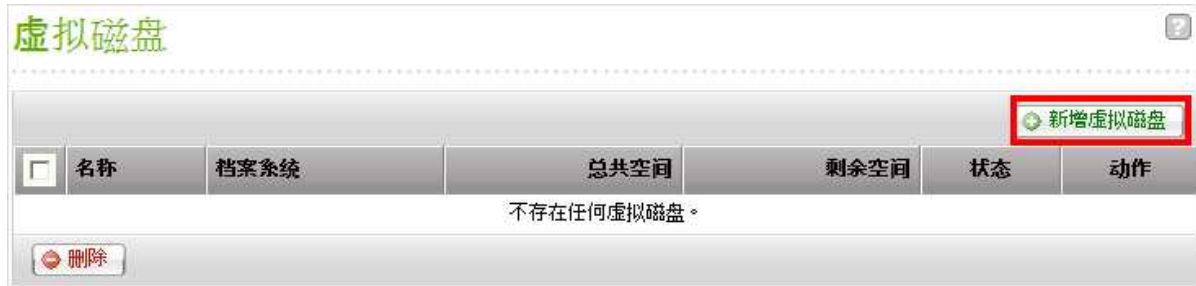 虚拟磁盘
?
新增虚拟磁盘
名称 档案系统 总共空间 剩余空间 状态 动作
不存在任何虚拟磁盘。
删除